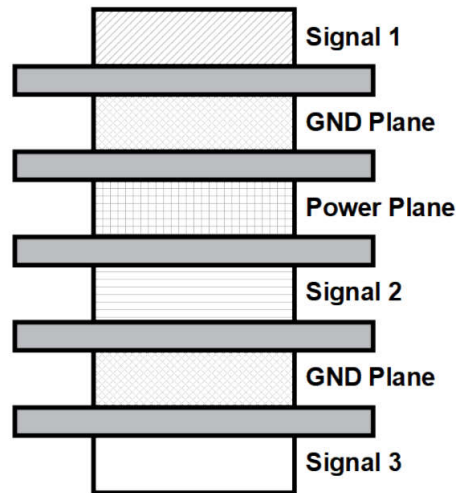 Signal 1
GND Plane
Power Plane
Signal 2
GND Plane
Signal 3